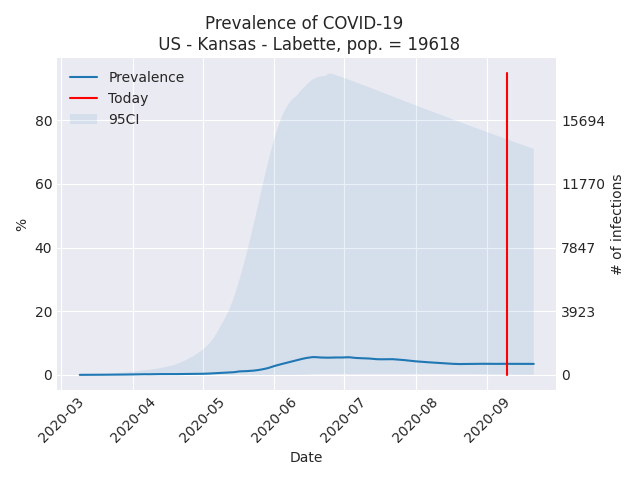 Prevalence of COVID-19
US - Kansas - Labette, pop. = 19618
Prevalence
Today
95CI
%
80
60
40
20
0
15694
11770
7847
3923
0
# of infections
2020-03
2020-04
2020-05
2020-06
2020-07
2020-08
2020-09
Date